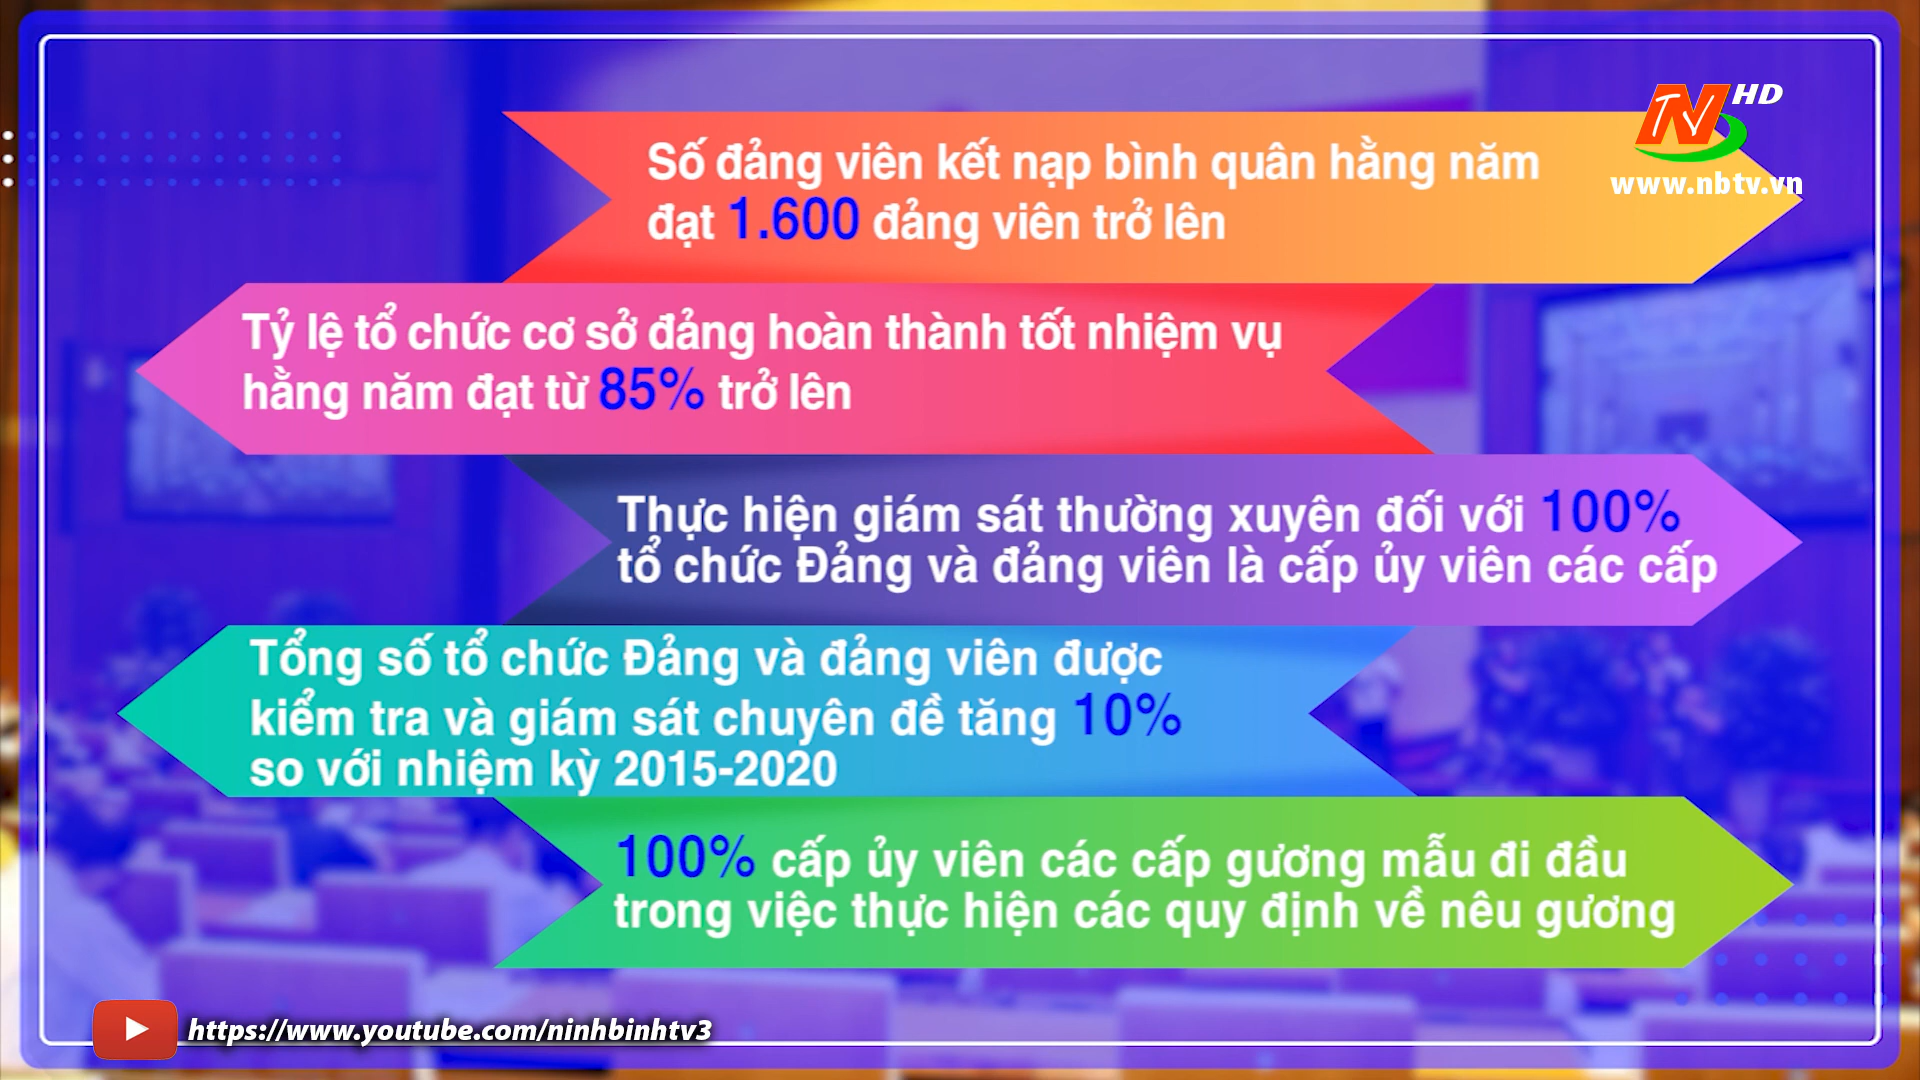 TV N HD
www.nbtv.vn
Số đảng viên kết nạp bình quân hằng năm
đạt 1.600 đảng viên trở lên
Tỷ lệ tổ chức cơ sở đảng hoàn thành tốt nhiệm vụ
hằng năm đạt từ 85% trở lên
Thực hiện giám sát thường xuyên đối với 100%
tổ chức Đảng và đảng viên là cấp ủy viên các cấp
Tổng số tổ chức Đảng và đảng viên được
kiểm tra và giám sát chuyên đề tăng 10%
so với nhiệm kỳ 2015-2020
100% cấp ủy viên các cấp gương mẫu đi đầu
trong việc thực hiện các quy định về nêu gương
https://www.youtube.com/ninhbinhtv3